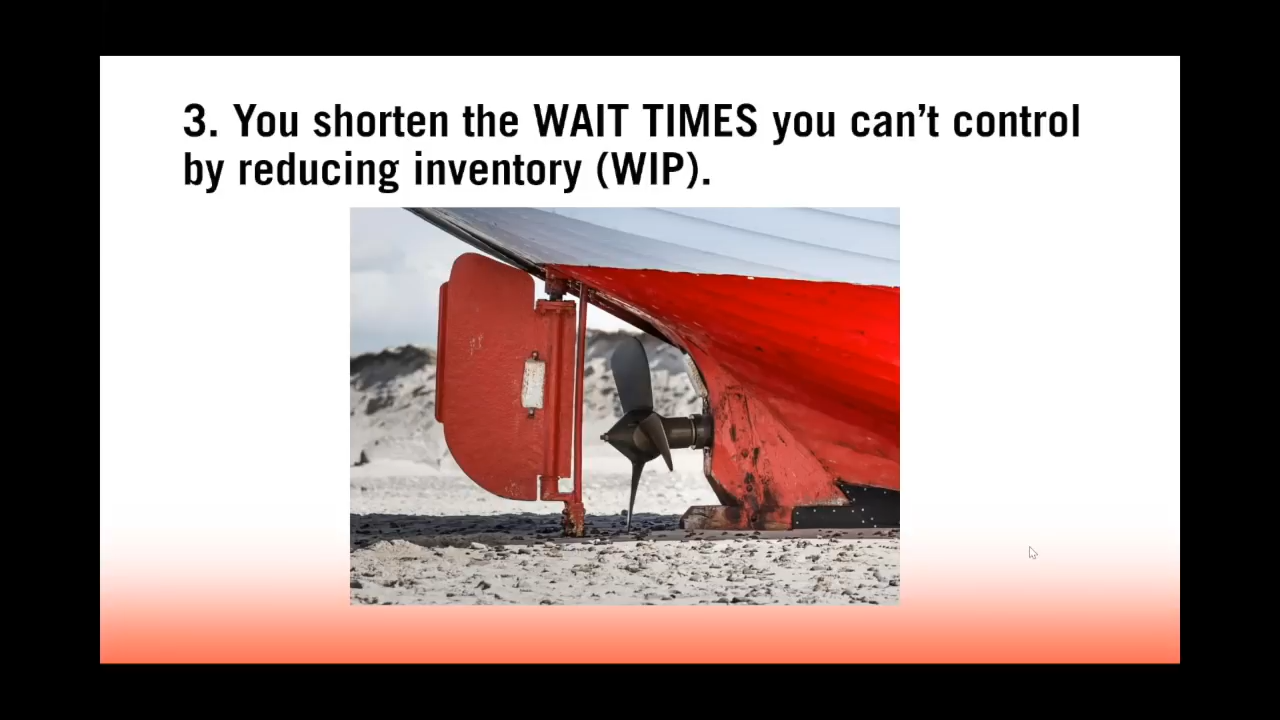 3. You shorten the WAIT TIMES you can’t control
by reducing inventory (WIP).